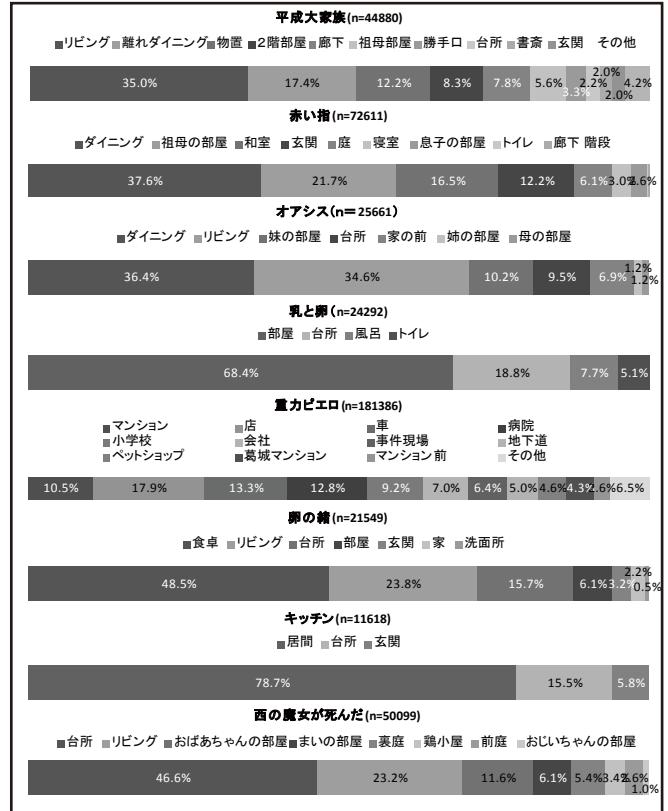 平成大家族(n=44880)
■リビング■離れダイニング■物置■2階部屋■廊下■祖母部屋■勝手口■台所■書斎■玄関 その他
35.0% 17.4% 12.2% 8.3% 7.8% 5.6% 3.3% 2.2% 2.0% 2.0% 4.2%
赤い指(n=72611)
■ダイニング ■祖母の部屋 ■和室 ■玄関 ■庭 ■寝室 ■息子の部屋 ■トイレ ■廊下 階段
37.6% 21.7% 16.5% 12.2% 6.1% 3.0% 2.6%
オアシス(n=25661)
■ダイニング ■リビング ■妹の部屋 ■台所 ■家の前 ■姉の部屋 ■母の部屋
36.4% 34.6% 10.2% 9.5% 6.9% 1.2% 1.2%
乳と卵(n=24292)
■部屋 ■台所 ■風呂 ■トイレ
68.4% 18.8% 7.7% 5.1%
重力ピエロ(n=181386)
■マンション ■店 ■車 ■病院
■小学校 ■会社 ■事件現場 ■地下道
■ペットショップ ■葛城マンション ■マンション前 ■その他
10.5% 17.9% 13.3% 12.8% 9.2% 7.0% 6.4% 5.0% 4.6% 4.3% 2.6% 6.5%
卵の緒(n=21549)
■食卓 ■リビング ■台所 ■部屋 ■玄関 ■家 ■洗面所
48.5% 23.8% 15.7% 6.1% 3.2% 2.2% 0.5%
キッチン(n=11618)
■居間 ■台所 ■玄関
78.7% 15.5% 5.8%
西の魔女が死んだ(n=50099)
■台所 ■リビング ■おばあちゃんの部屋■まいの部屋 ■裏庭 ■鶏小屋 ■前庭 ■おじいちゃんの部屋
46.6% 23.2% 11.6% 6.1% 5.4% 3.4% 2.6% 1.0%